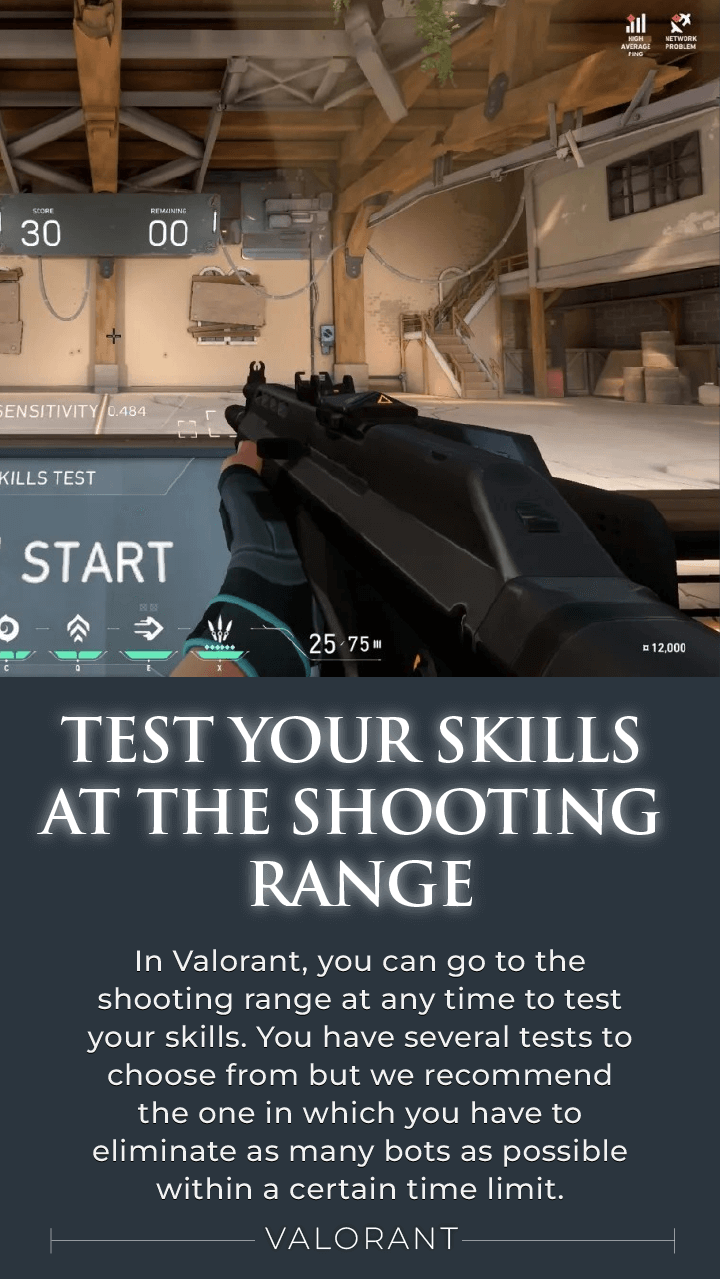 HIGH
AVERAGE
PING
NETWORK
PROBLEM
SCORE
30
REMAINING
00
SENSITIVITY 0.484
KILLS TEST
START
C
Q
E
X
25/75
¤12,000
TEST YOUR SKILLS
AT THE SHOOTING
RANGE
In Valorant, you can go to the
shooting range at any time to test
your skills. You have several tests to
choose from but we recommend
the one in which you have to
eliminate as many bots as possible
within a certain time limit.
VALORANT